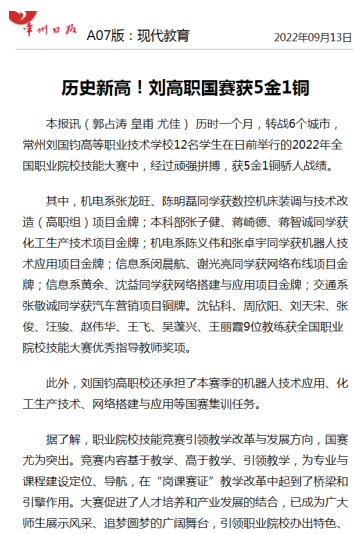 常州日报 A07版：现代教育 2022年09月13日
历史新高！刘高职国赛获5金1铜
本报讯（郭占涛 皇甫 尤佳） 历时一个月，转战6个城市，
常州刘国钧高等职业技术学校12名学生在日前举行的2022年全
国职业院校技能大赛中，经过顽强拼搏，获5金1铜骄人战绩。
其中，机电系张龙旺、陈明磊同学获数控机床装调与技术改
造（高职组）项目金牌；本科部张子健、蒋崎德、蒋智诚同学获
化工生产技术项目金牌；机电系陈义伟和张卓宇同学获机器人技
术应用项目金牌；信息系闵晨航、谢光亮同学获网络布线项目金
牌；信息系黄余、沈益同学获网络搭建与应用项目金牌；交通系
张敬诚同学获汽车营销项目铜牌。沈钻科、周欣阳、刘天宋、张
俊、汪骏、赵伟华、王飞、吴蓬兴、王丽霞9位教练获全国职业
院校技能大赛优秀指导教师奖项。
此外，刘国钧高职校还承担了本赛季的机器人技术应用、化
工生产技术、网络搭建与应用等国赛集训任务。
据了解，职业院校技能竞赛引领教学改革与发展方向，国赛
尤为突出。竞赛内容基于教学、高于教学、引领教学，为专业与
课程建设定位、导航，在“岗课赛证”教学改革中起到了桥梁和
引擎作用。大赛促进了人才培养和产业发展的结合，已成为广大
师生展示风采、追梦圆梦的广阔舞台，引领职业院校办出特色、